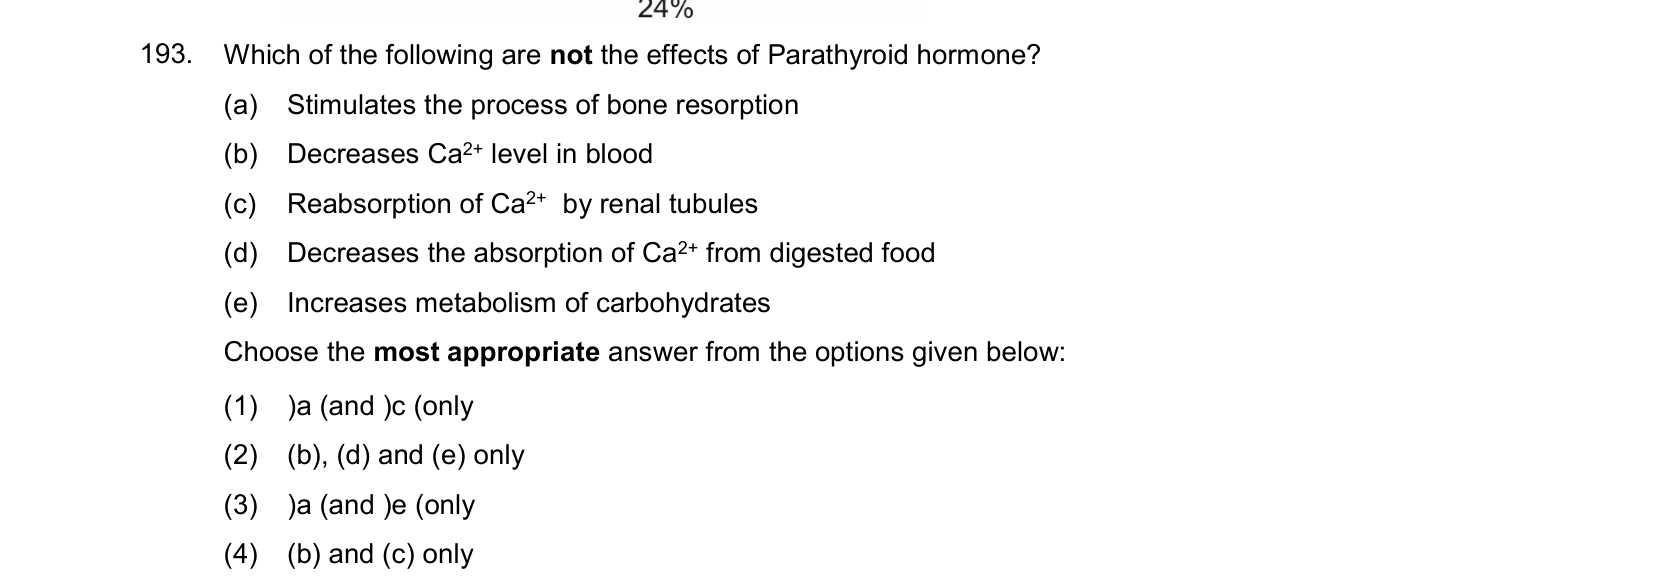 24%
193. Which of the following are not the effects of Parathyroid hormone?
(a) Stimulates the process of bone resorption
(b) Decreases Ca²⁺ level in blood
(c) Reabsorption of Ca²⁺ by renal tubules
(d) Decreases the absorption of Ca²⁺ from digested food
(e) Increases metabolism of carbohydrates
Choose the most appropriate answer from the options given below:
(1) )a (and )c (only
(2) (b), (d) and (e) only
(3) )a (and )e (only
(4) (b) and (c) only